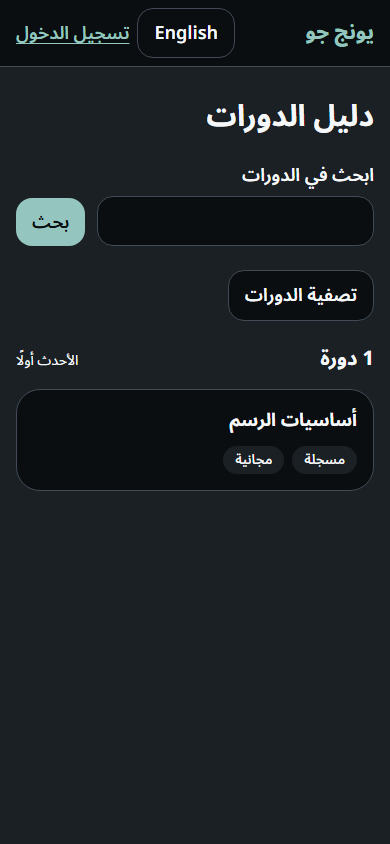 يونج جو
English
تسجيل الدخول
دليل الدورات
ابحث في الدورات
بحث
تصفية الدورات
1 دورة
الأحدث أولًا
أساسيات الرسم
مسجلة
مجانية